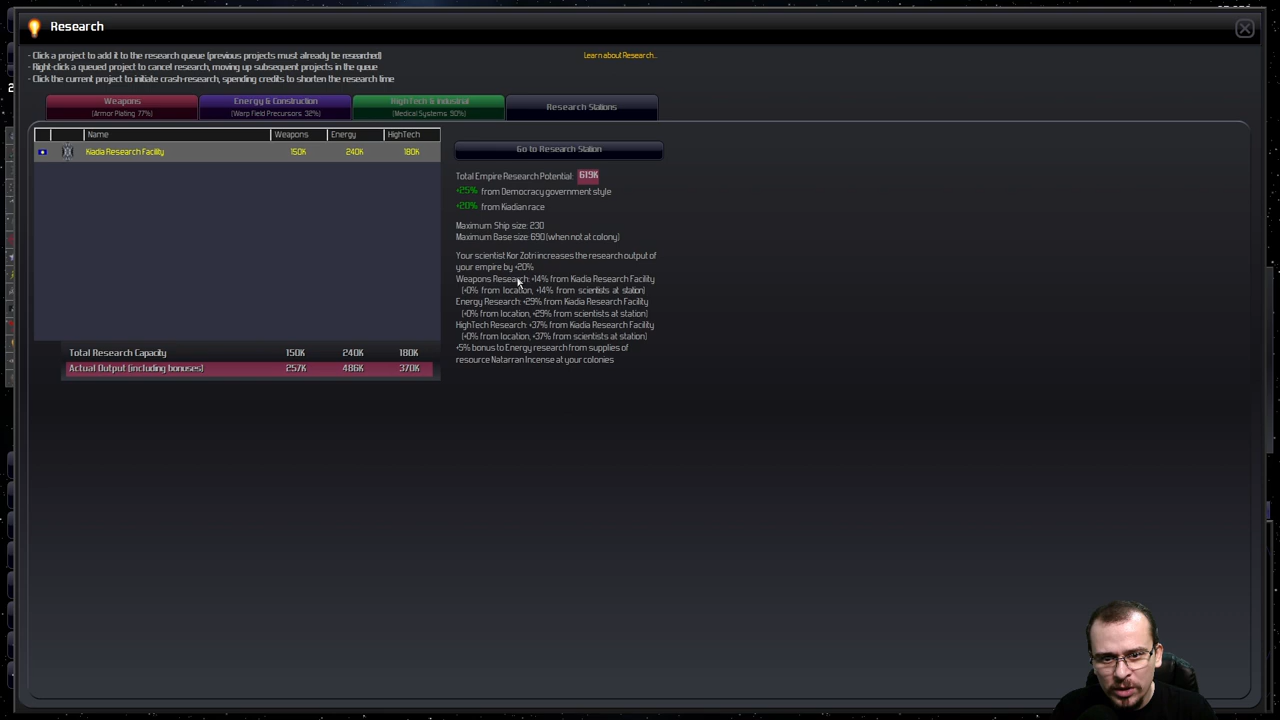 Research
- Click a project to add it to the research queue (previous projects must already be researched)
- Right-click a queued project to cancel research, moving up subsequent projects in the queue
- Click the current project to initiate crash-research, spending credits to shorten the research time
Learn about Research...
Weapons
(Armor Plating 77%)
Energy & Construction
(Warp Field Precursors 32%)
HighTech & Industrial
(Medical Systems 90%)
Research Stations
Name Weapons Energy HighTech
Kiadia Research Facility 150K 240K 180K
Total Research Capacity 150K 240K 180K
Actual Output (including bonuses) 257K 486K 370K
Go to Research Station
Total Empire Research Potential: 619K
+25% from Democracy government style
+20% from Kiadian race
Maximum Ship size: 230
Maximum Base size: 690 (when not at colony)
Your scientist Kor Zotri increases the research output of
your empire by +20%
Weapons Research: +14% from Kiadia Research Facility
(+0% from location, +14% from scientists at station)
Energy Research: +29% from Kiadia Research Facility
(+0% from location, +29% from scientists at station)
HighTech Research: +37% from Kiadia Research Facility
(+0% from location, +37% from scientists at station)
+5% bonus to Energy research from supplies of
resource Natarran Incense at your colonies